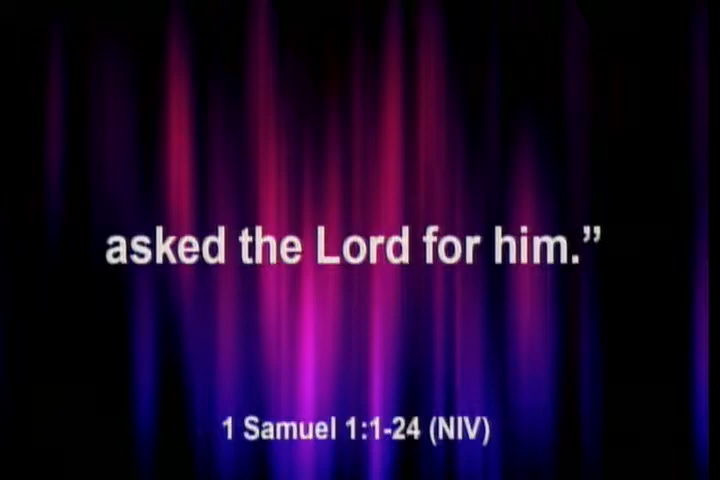 asked the Lord for him.”
1 Samuel 1:1-24 (NIV)